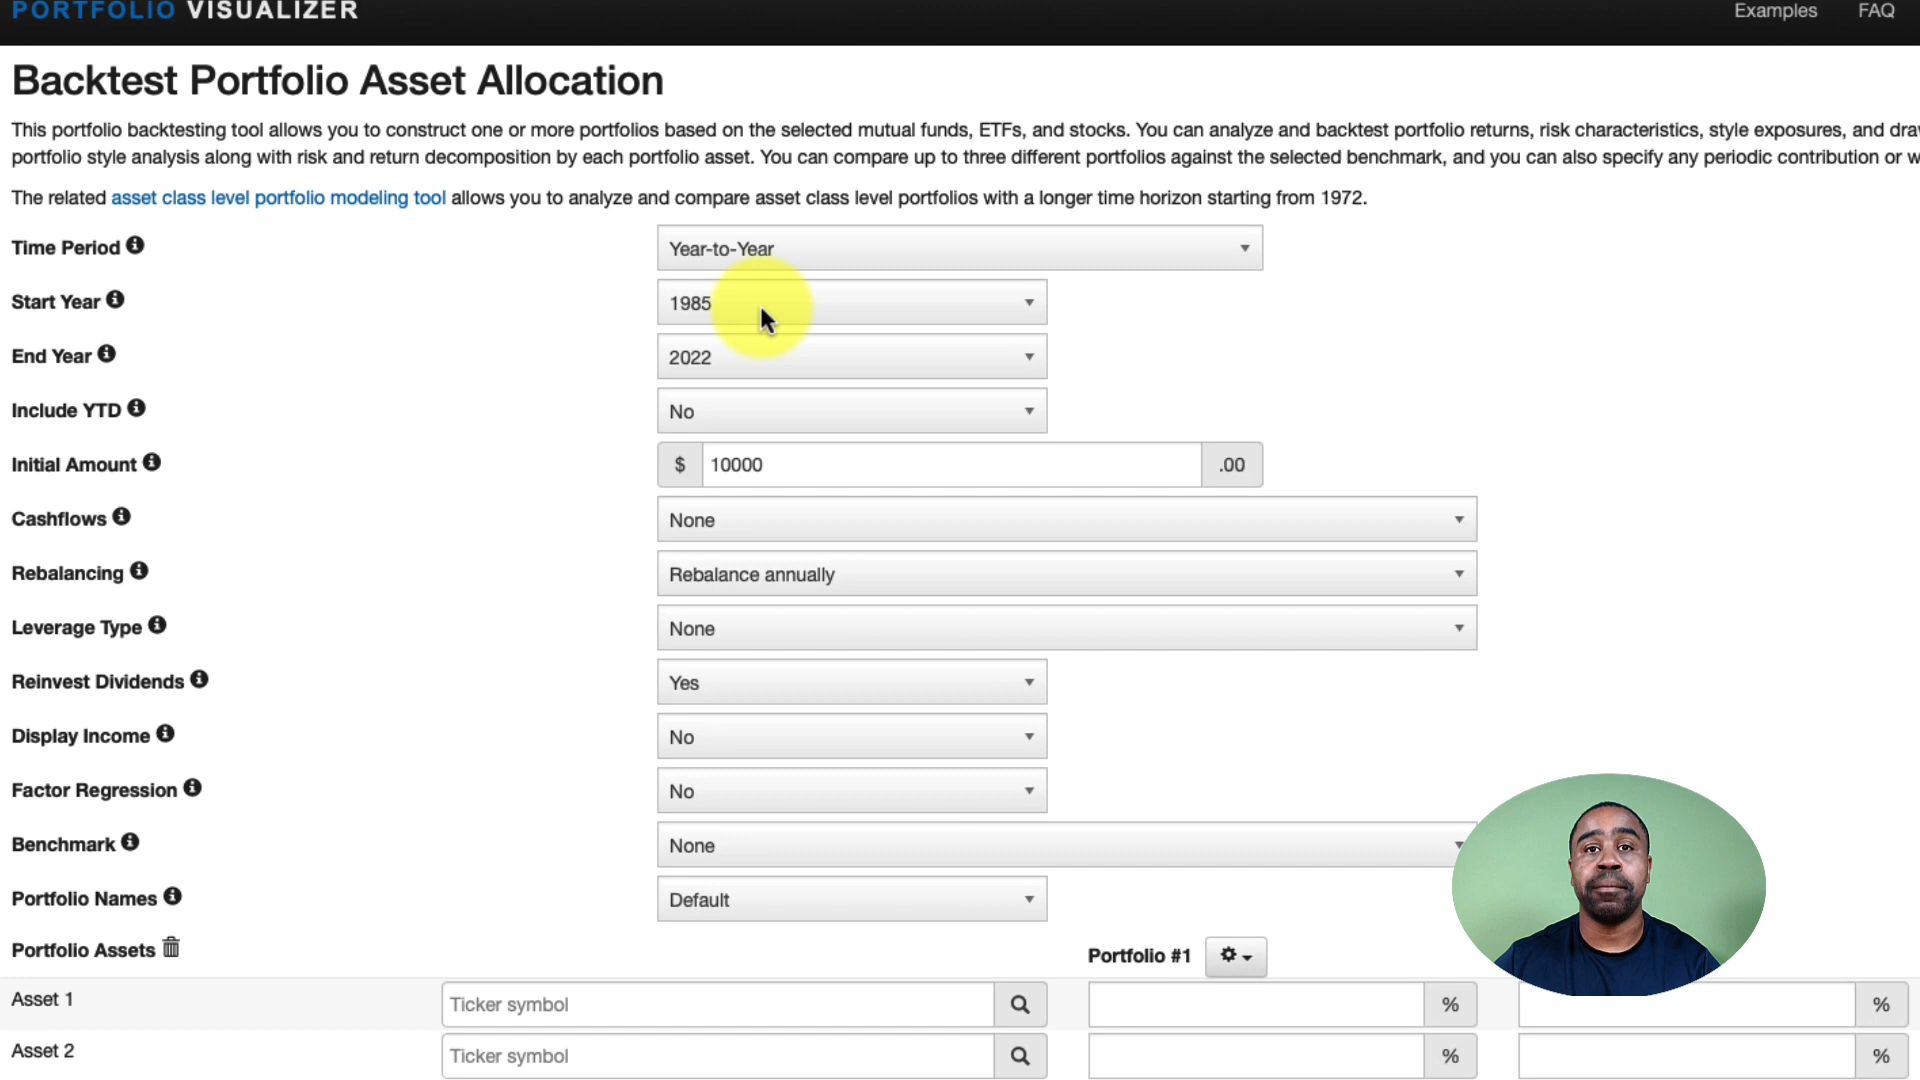 PORTFOLIO VISUALIZER
Examples FAQ
Backtest Portfolio Asset Allocation
This portfolio backtesting tool allows you to construct one or more portfolios based on the selected mutual funds, ETFs, and stocks. You can analyze and backtest portfolio returns, risk characteristics, style exposures, and
portfolio style analysis along with risk and return decomposition by each portfolio asset. You can compare up to three different portfolios against the selected benchmark, and you can also specify any periodic contribution or
The related asset class level portfolio modeling tool allows you to analyze and compare asset class level portfolios with a longer time horizon starting from 1972.
Time Period Year-to-Year
Start Year 1985
End Year 2022
Include YTD No
Initial Amount $ 10000 .00
Cashflows None
Rebalancing Rebalance annually
Leverage Type None
Reinvest Dividends Yes
Display Income No
Factor Regression No
Benchmark None
Portfolio Names Default
Portfolio Assets Portfolio #1
Asset 1 Ticker symbol % %
Asset 2 Ticker symbol % %